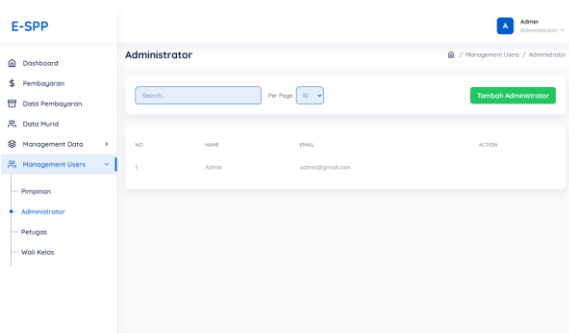 E-SPP
A
Admin
Administrator
Dashboard
Pembayaran
Data Pembayaran
Data Murid
Management Data
Management Users
Pimpinan
Administrator
Petugas
Wali Kelas
Administrator
/ Management Users / Administrator
Search...
Per Page
10
Tambah Administrator
NO NAME EMAIL ACTION
1 Admin admin@gmail.com